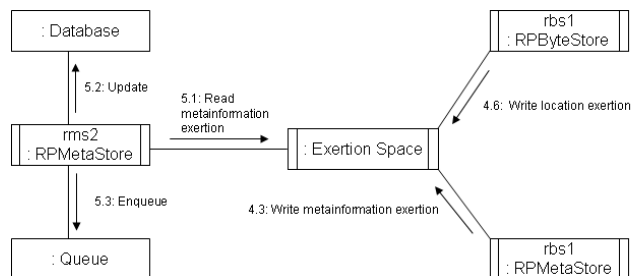 : Database
rbs1
: RPByteStore
5.2: Update
5.1: Read
metainformation
exertion
4.6: Write location exertion
rms2
: RPMetaStore
: Exertion Space
5.3: Enqueue
4.3: Write metainformation exertion
: Queue
rbs1
: RPMetaStore